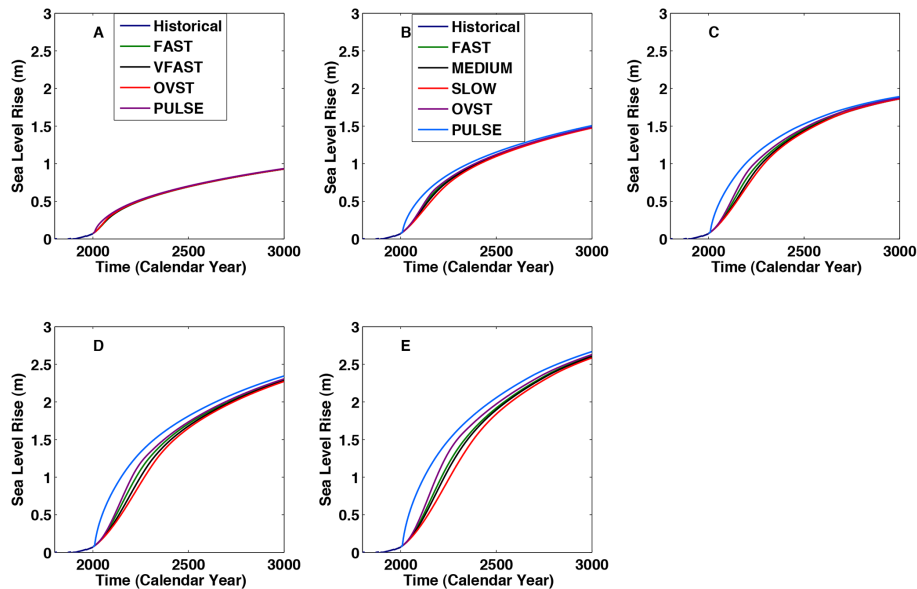 3
2.5
2
1.5
1
0.5
0
Sea Level Rise (m)
A
Historical
FAST
VFAST
OVST
PULSE
2000 2500 3000
Time (Calendar Year)
3
2.5
2
1.5
1
0.5
0
Sea Level Rise (m)
B
Historical
FAST
MEDIUM
SLOW
OVST
PULSE
2000 2500 3000
Time (Calendar Year)
3
2.5
2
1.5
1
0.5
0
Sea Level Rise (m)
C
2000 2500 3000
Time (Calendar Year)
3
2.5
2
1.5
1
0.5
0
Sea Level Rise (m)
D
2000 2500 3000
Time (Calendar Year)
3
2.5
2
1.5
1
0.5
0
Sea Level Rise (m)
E
2000 2500 3000
Time (Calendar Year)